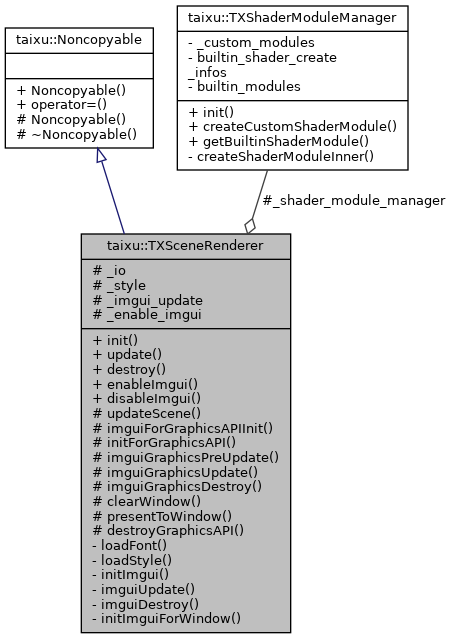 taixu::Noncopyable
+ Noncopyable()
+ operator=()
# Noncopyable()
# ~Noncopyable()
taixu::TXShaderModuleManager
- _custom_modules
- builtin_shader_create
_infos
- builtin_modules
+ init()
+ createCustomShaderModule()
+ getBuiltinShaderModule()
- createShaderModuleInner()
#_shader_module_manager
taixu::TXSceneRenderer
# _io
# _style
# _imgui_update
# _enable_imgui
+ init()
+ update()
+ destroy()
+ enableImgui()
+ disableImgui()
# updateScene()
# imguiForGraphicsAPIInit()
# initForGraphicsAPI()
# imguiGraphicsPreUpdate()
# imguiGraphicsUpdate()
# imguiGraphicsDestroy()
# clearWindow()
# presentToWindow()
# destroyGraphicsAPI()
- loadFont()
- loadStyle()
- initImgui()
- imguiUpdate()
- imguiDestroy()
- initImguiForWindow()